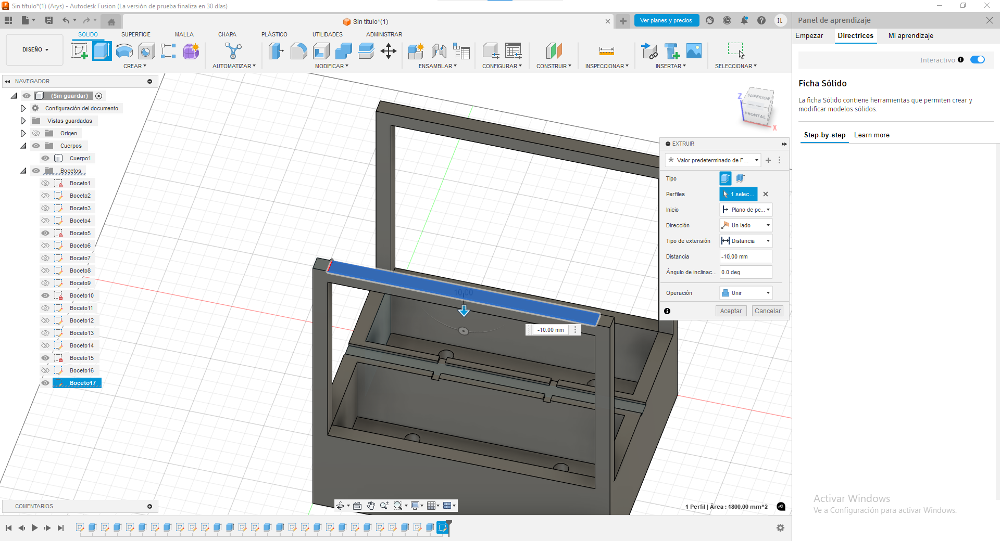 Sin título*(1) (Arys) - Autodesk Fusion (La versión de prueba finaliza en 30 días)
Sin título*(1)
Ver planes y precios
IL
Panel de aprendizaje
DISEÑO
SOLIDO
SUPERFICIE
MALLA
CHAPA
PLÁSTICO
UTILIDADES
ADMINISTRAR
CREAR
AUTOMATIZAR
MODIFICAR
ENSAMBLAR
CONFIGURAR
CONSTRUIR
INSPECCIONAR
INSERTAR
SELECCIONAR
Empezar
Directrices
Mi aprendizaje
Interactivo
Ficha Sólido
La ficha Sólido contiene herramientas que permiten crear y
modificar modelos sólidos.
Step-by-step
Learn more
NAVEGADOR
(Sin guardar)
Configuración del documento
Vistas guardadas
Origen
Cuerpos
Cuerpo1
Bocetos
Boceto1
Boceto2
Boceto3
Boceto4
Boceto5
Boceto6
Boceto7
Boceto8
Boceto9
Boceto10
Boceto11
Boceto12
Boceto13
Boceto14
Boceto15
Boceto16
Boceto17
SUPERIOR
FRONTAL
Z
X
EXTRUIR
Valor predeterminado de F...
Tipo
Perfiles
1 selec...
Inicio
Plano de pe...
Dirección
Un lado
Tipo de extensión
Distancia
Distancia
-10.00 mm
Ángulo de inclinac...
0.0 deg
Operación
Unir
Aceptar
Cancelar
10,00
-10.00 mm
COMENTARIOS
1 Perfil | Área : 1800.00 mm^2
Activar Windows
Ve a Configuración para activar Windows.